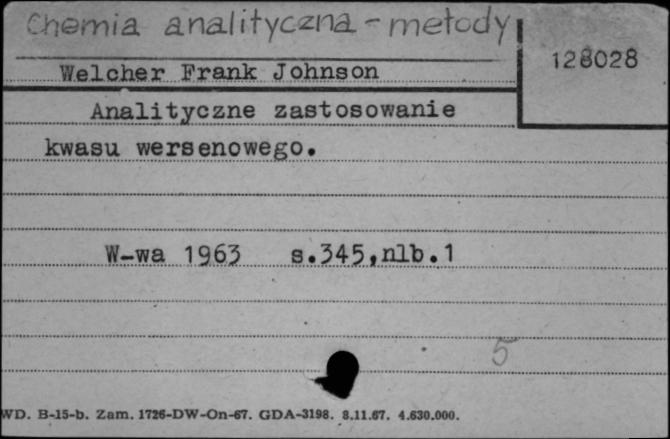 Chemia analityczna - metody
128028
Welcher Frank Johnson
Analityczne zastosowanie
kwasu wersenowego.
W-wa 1963 s.345,nlb.1
5
WD. B-15-b. Zam. 1726-DW-On-67. GDA-3198. 8.11.67. 4.630.000.